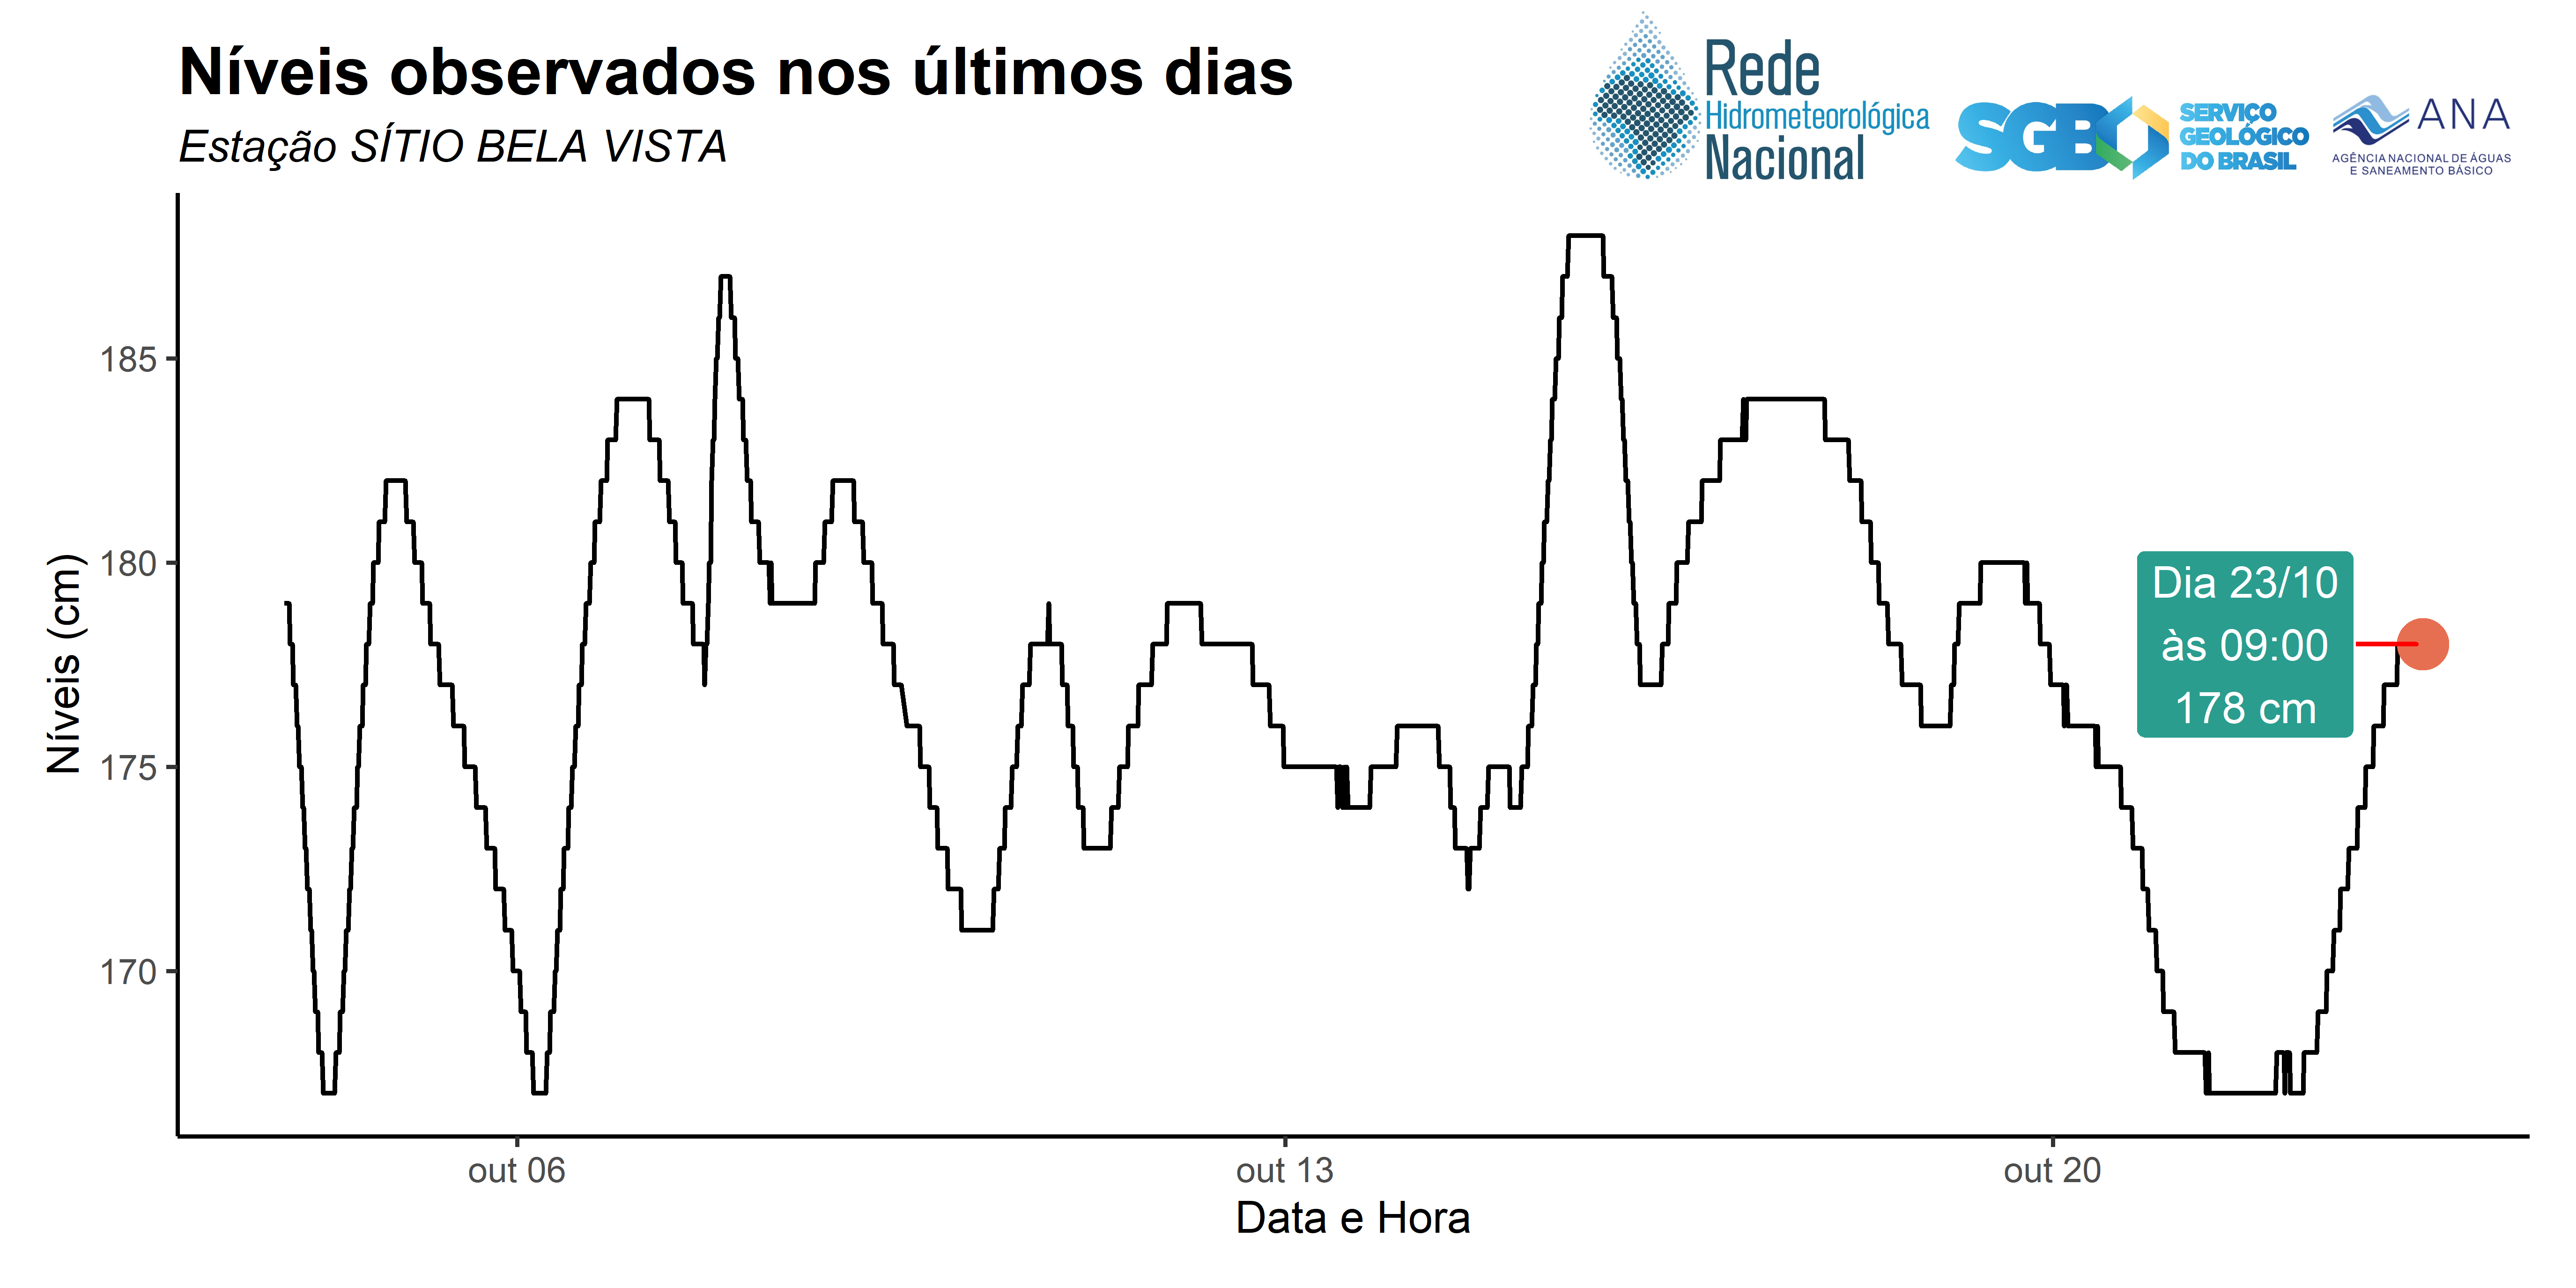 Níveis observados nos últimos dias
Estação SÍTIO BELA VISTA
Rede
Hidrometeorológica
Nacional
SGB
SERVIÇO
GEOLÓGICO
DO BRASIL
ANA
AGÊNCIA NACIONAL DE ÁGUAS
E SANEAMENTO BÁSICO
Níveis (cm)
185
180
175
170
Dia 23/10
às 09:00
178 cm
out 06
out 13
out 20
Data e Hora